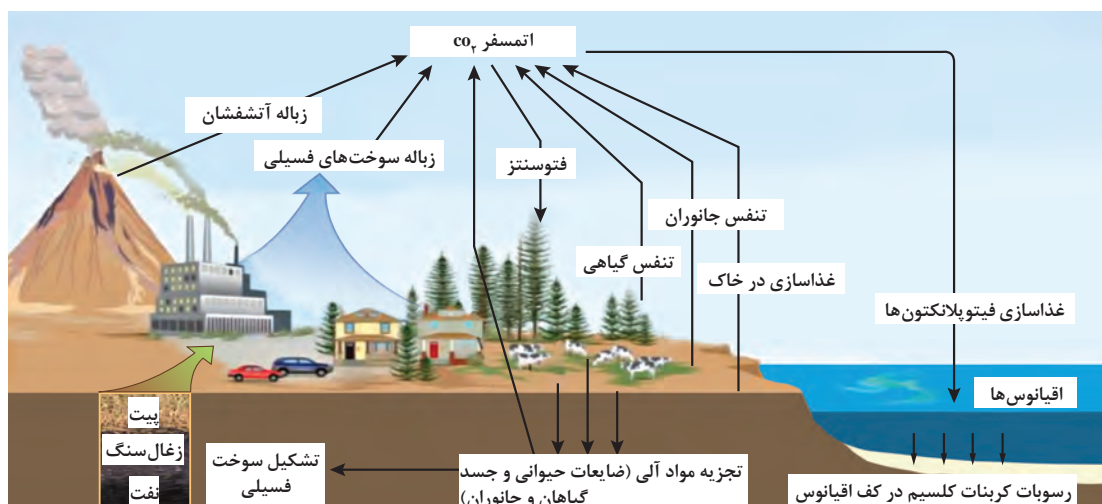 اتمسفر co۲
زباله آتشفشان
زباله سوخت‌های فسیلی
فتوسنتز
تنفس جانوران
تنفس گیاهی
غذاسازی در خاک
غذاسازی فیتوپلانکتون‌ها
اقیانوس‌ها
پیت
زغال‌سنگ
نفت
تشکیل سوخت
فسیلی
تجزیه مواد آلی (ضایعات حیوانی و جسد
گیاهان و جانوران)
رسوبات کربنات کلسیم در کف اقیانوس